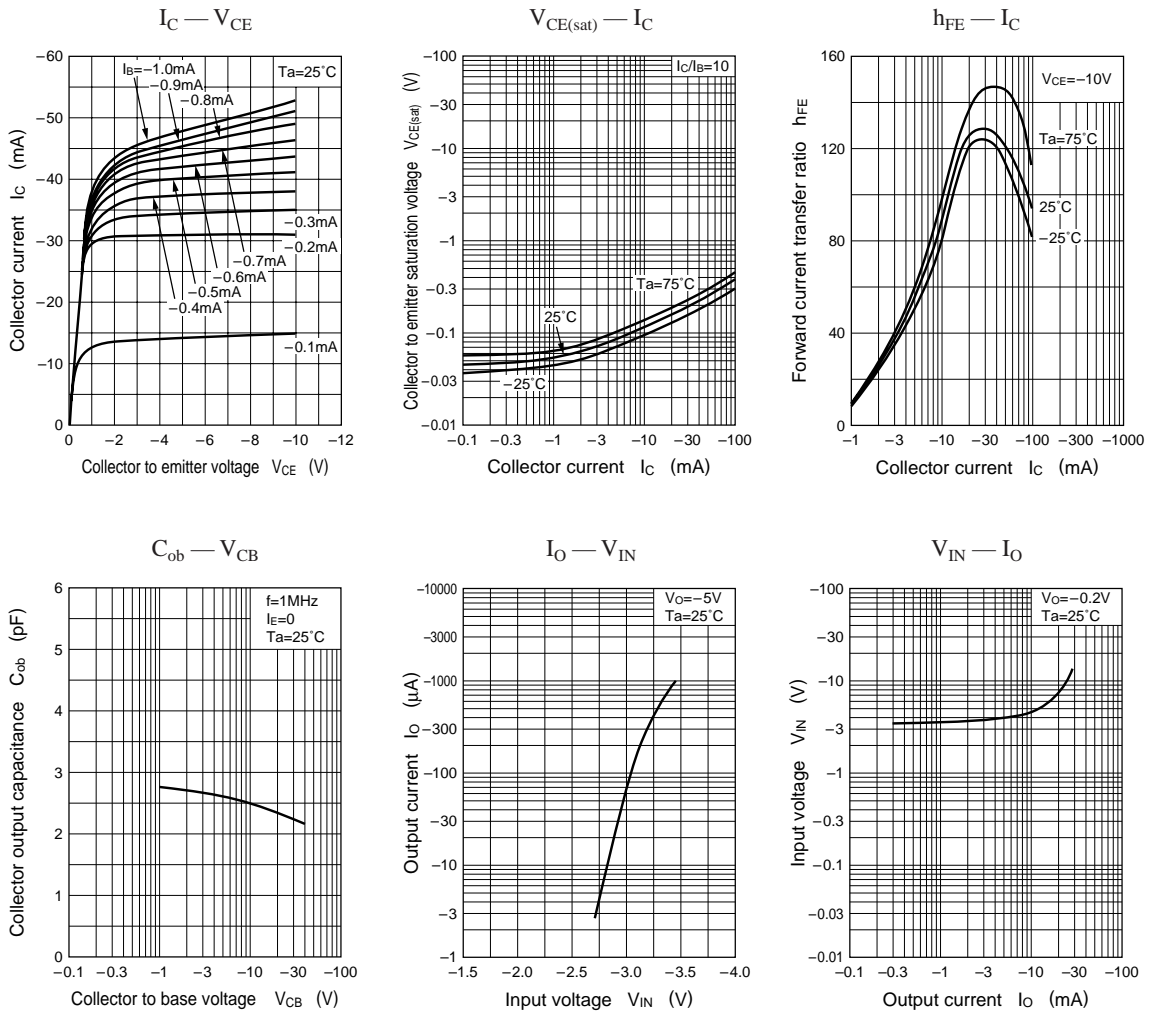 IC — VCE
−60
−50
−40
−30
−20
−10
0
0 −2 −4 −6 −8 −10 −12
Collector current IC (mA)
Collector to emitter voltage VCE (V)
IB=−1.0mA
Ta=25˚C
−0.9mA
−0.8mA
−0.3mA
−0.2mA
−0.7mA
−0.6mA
−0.5mA
−0.4mA
−0.1mA
VCE(sat) — IC
−100
−30
−10
−3
−1
−0.3
−0.1
−0.03
−0.01
−0.1 −0.3 −1 −3 −10 −30 −100
Collector to emitter saturation voltage VCE(sat) (V)
Collector current IC (mA)
IC/IB=10
Ta=75˚C
25˚C
−25˚C
hFE — IC
160
120
80
40
0
−1 −3 −10 −30 −100 −300 −1000
Forward current transfer ratio hFE
Collector current IC (mA)
VCE=−10V
Ta=75˚C
25˚C
−25˚C
Cob — VCB
6
5
4
3
2
1
0
−0.1 −0.3 −1 −3 −10 −30 −100
Collector output capacitance Cob (pF)
Collector to base voltage VCB (V)
f=1MHz
IE=0
Ta=25˚C
IO — VIN
−10000
−3000
−1000
−300
−100
−30
−10
−3
−1
−1.5 −2.0 −2.5 −3.0 −3.5 −4.0
Output current IO (µA)
Input voltage VIN (V)
VO=−5V
Ta=25˚C
VIN — IO
−100
−30
−10
−3
−1
−0.3
−0.1
−0.03
−0.01
−0.1 −0.3 −1 −3 −10 −30 −100
Input voltage VIN (V)
Output current IO (mA)
VO=−0.2V
Ta=25˚C